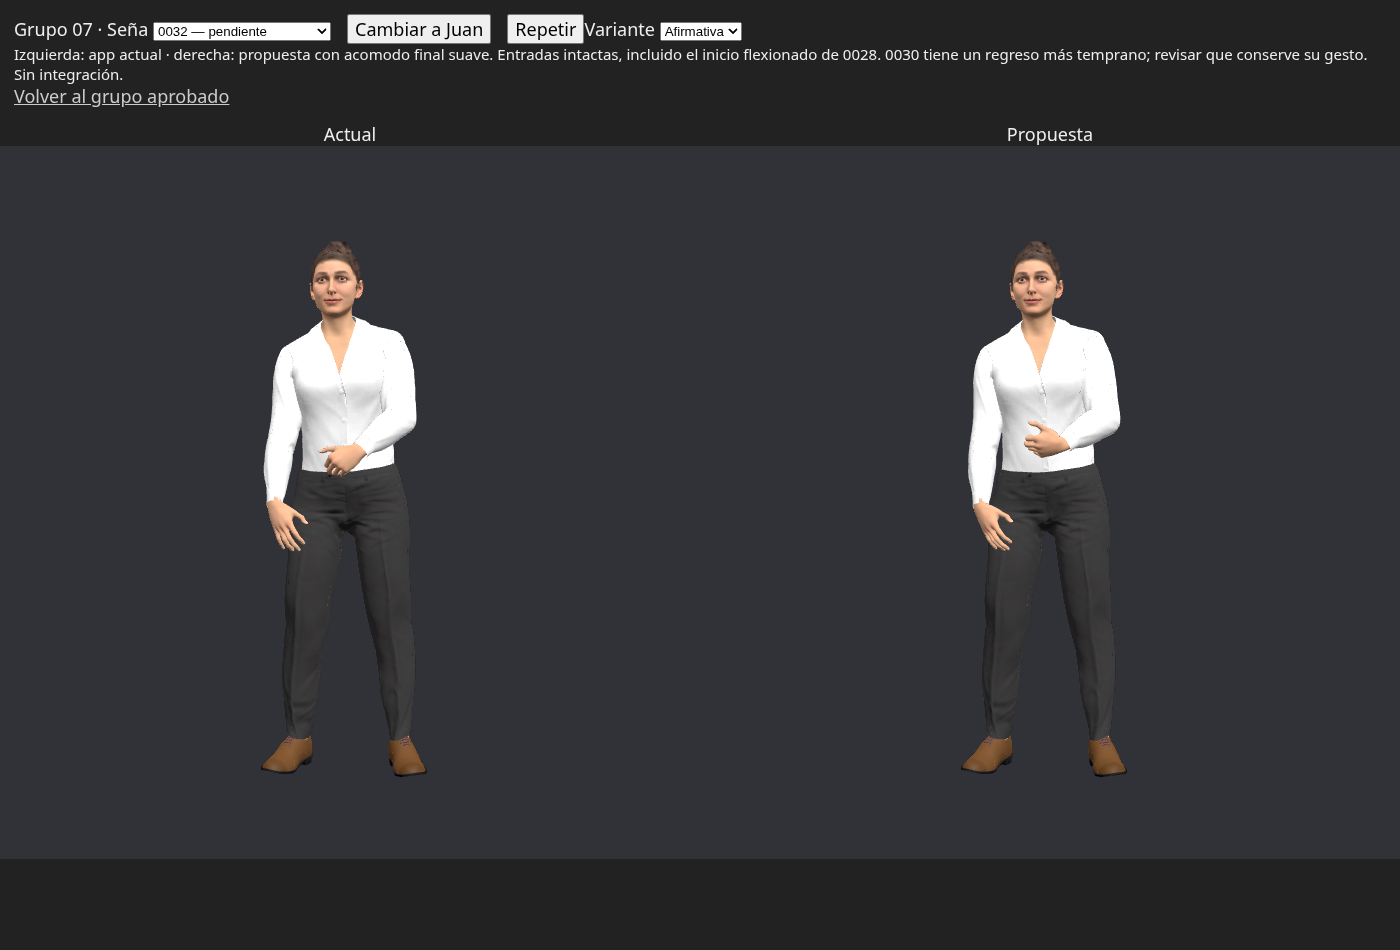 Grupo 07 · Seña 0032 — pendiente Cambiar a Juan Repetir Variante Afirmativa
Izquierda: app actual · derecha: propuesta con acomodo final suave. Entradas intactas, incluido el inicio flexionado de 0028. 0030 tiene un regreso más temprano; revisar que conserve su gesto.
Sin integración.
Volver al grupo aprobado
Actual Propuesta